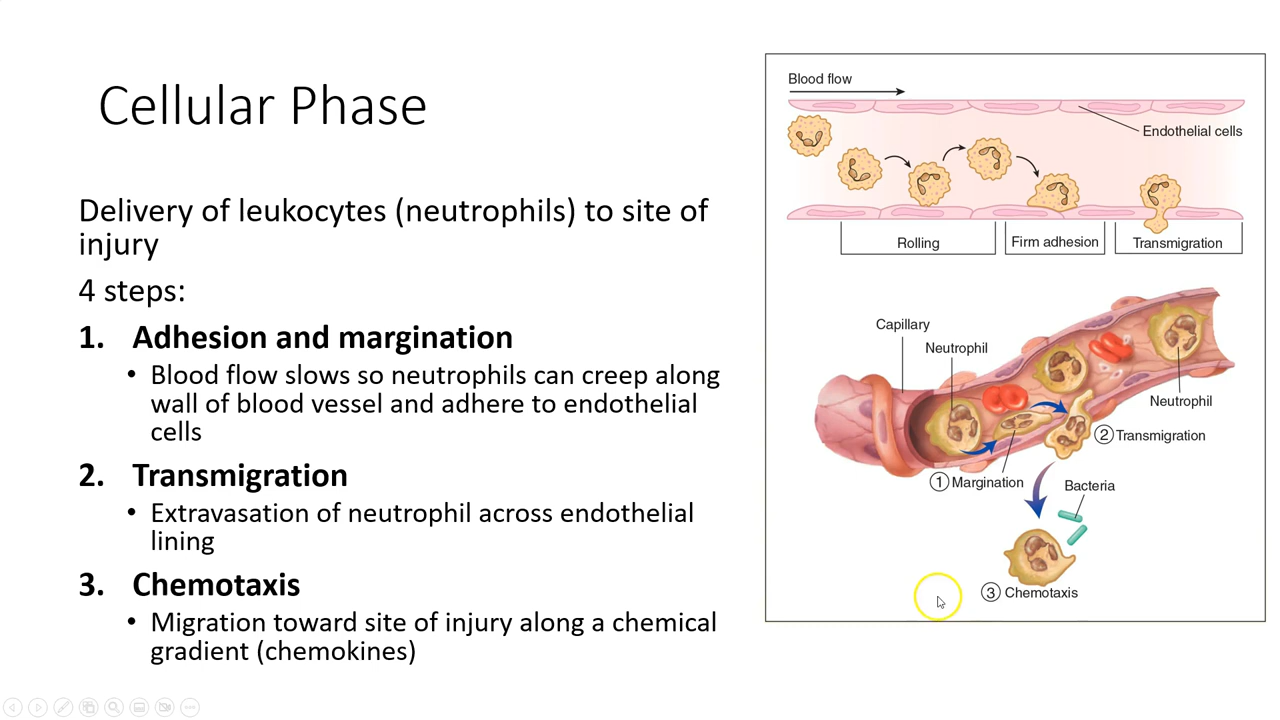 Cellular Phase
Delivery of leukocytes (neutrophils) to site of
injury
4 steps:
1. Adhesion and margination
• Blood flow slows so neutrophils can creep along
wall of blood vessel and adhere to endothelial
cells
2. Transmigration
• Extravasation of neutrophil across endothelial
lining
3. Chemotaxis
• Migration toward site of injury along a chemical
gradient (chemokines)
Blood flow
Endothelial cells
Rolling
Firm adhesion
Transmigration
Capillary
Neutrophil
Neutrophil
② Transmigration
① Margination
Bacteria
③ Chemotaxis